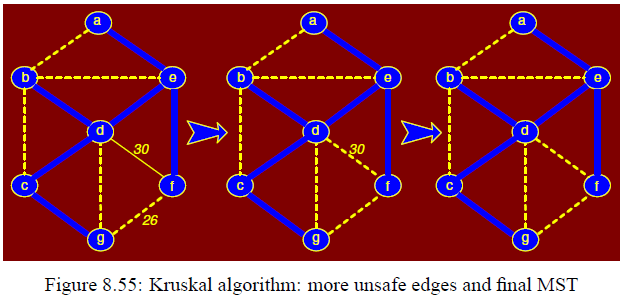 a a a
b e b e b e
d d d
30 30
c f c f c f
26
g g g
Figure 8.55: Kruskal algorithm: more unsafe edges and final MST